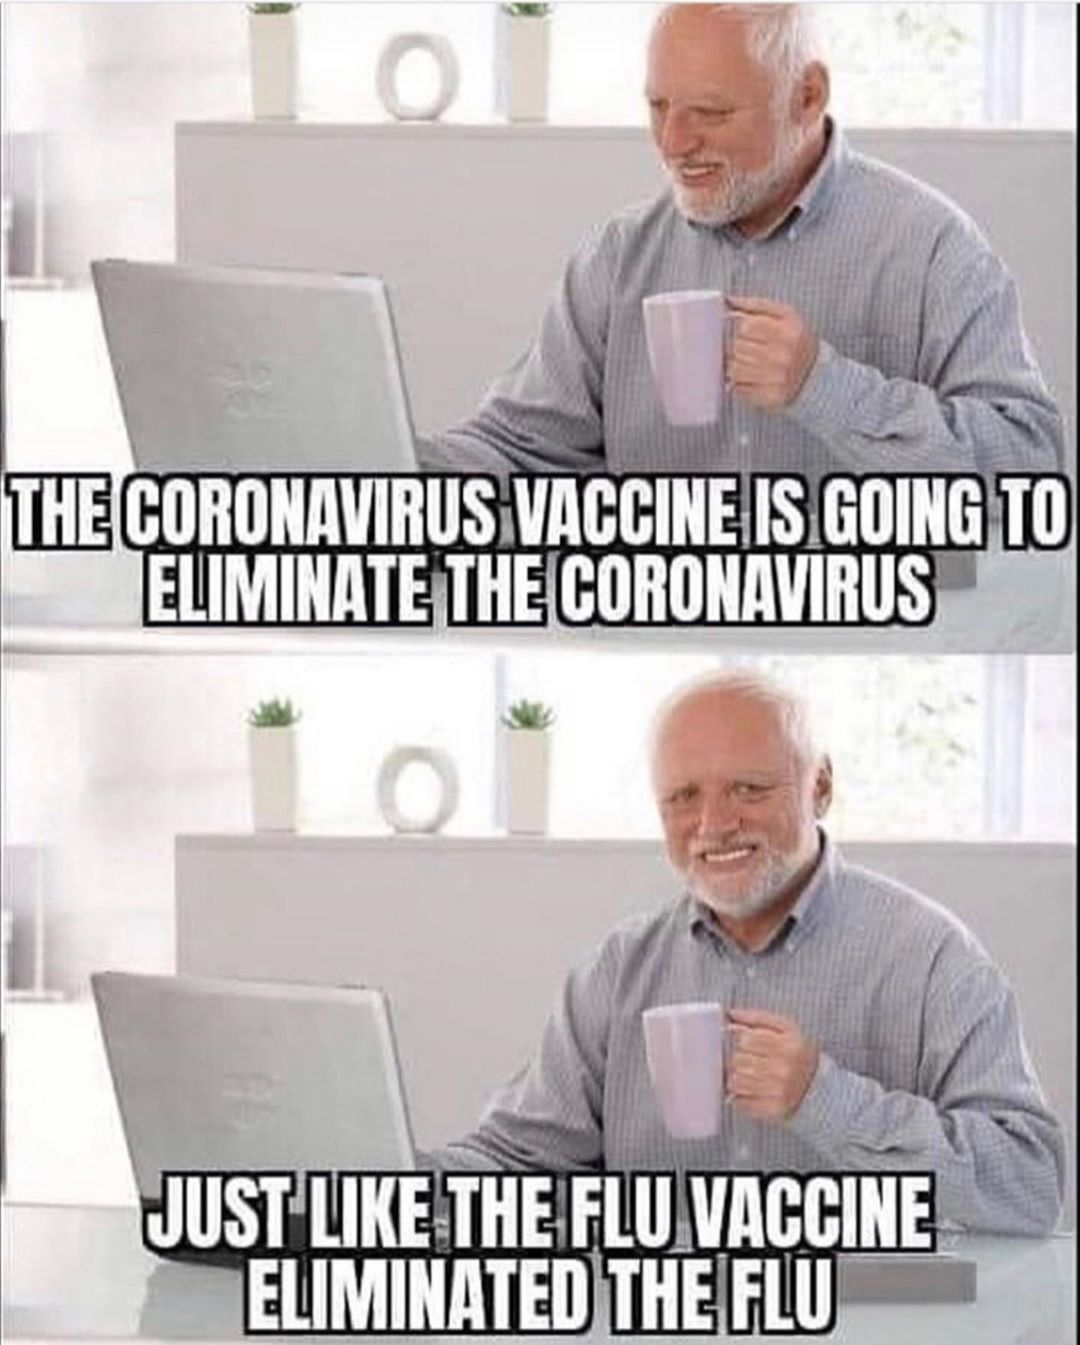 THE CORONAVIRUS VACCINE IS GOING TO
ELIMINATE THE CORONAVIRUS
JUST LIKE THE FLU VACCINE
ELIMINATED THE FLU